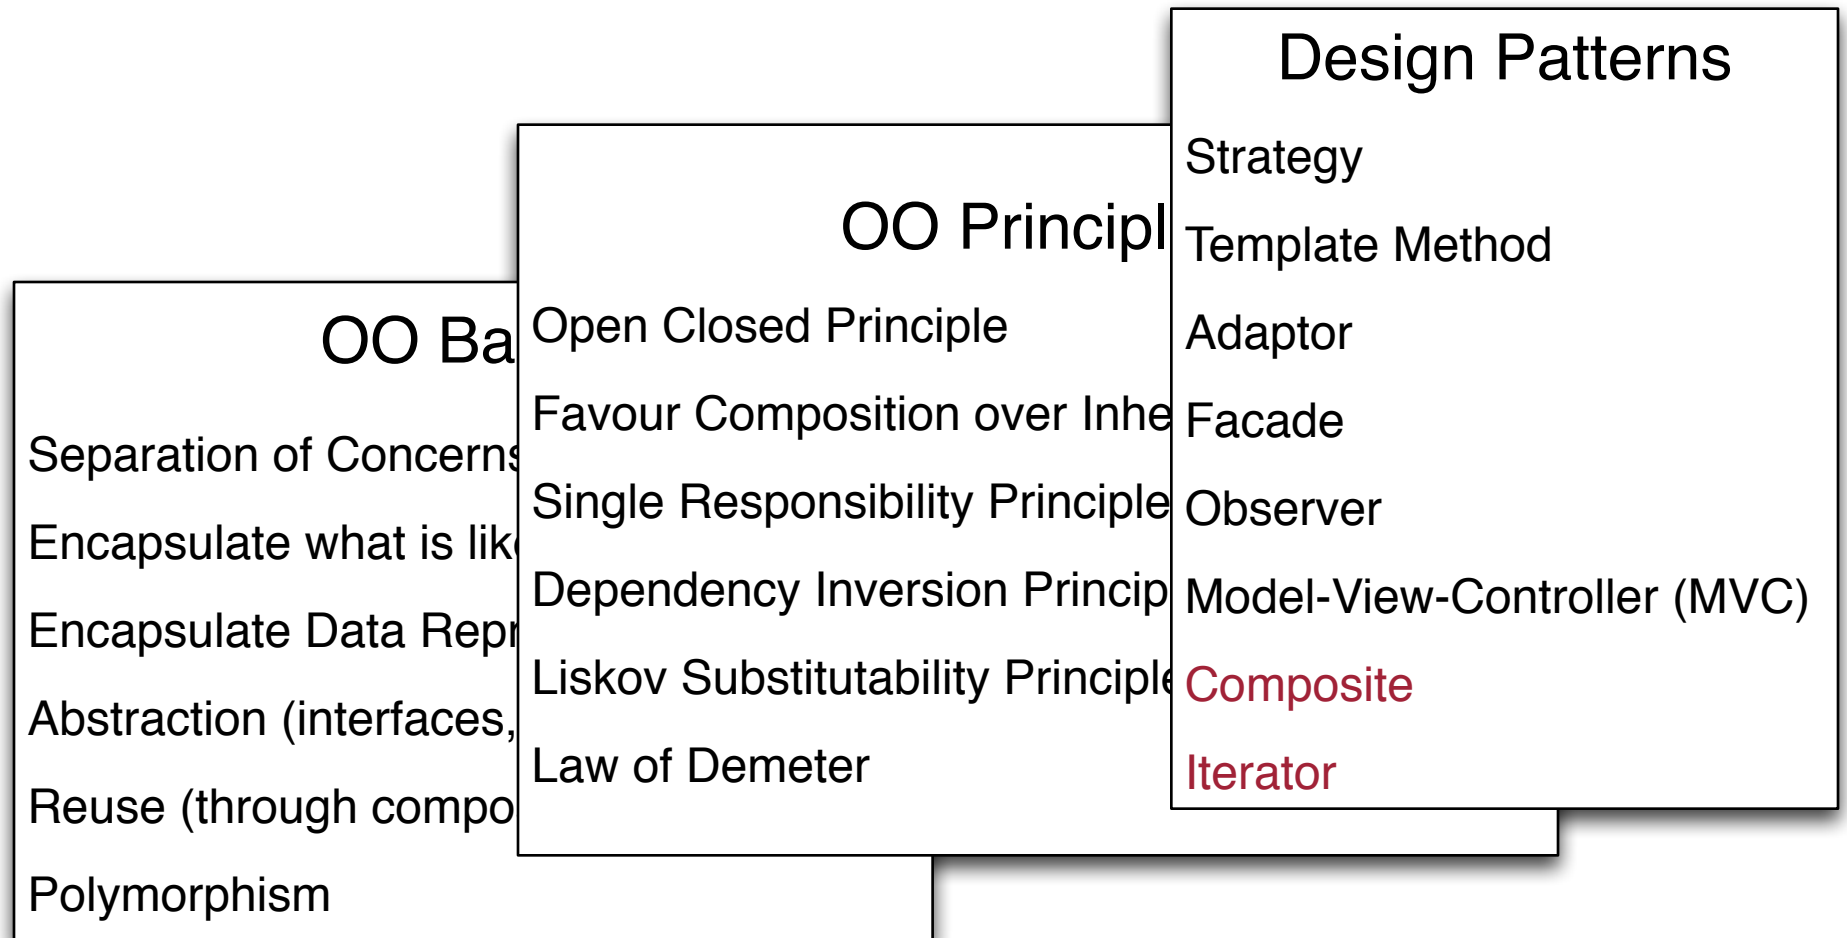 OO Ba
Separation of Concerns
Encapsulate what is lik
Encapsulate Data Repr
Abstraction (interfaces,
Reuse (through compo
Polymorphism
OO Principl
Open Closed Principle
Favour Composition over Inhe
Single Responsibility Principle
Dependency Inversion Princip
Liskov Substitutability Principle
Law of Demeter
Design Patterns
Strategy
Template Method
Adaptor
Facade
Observer
Model-View-Controller (MVC)
Composite
Iterator